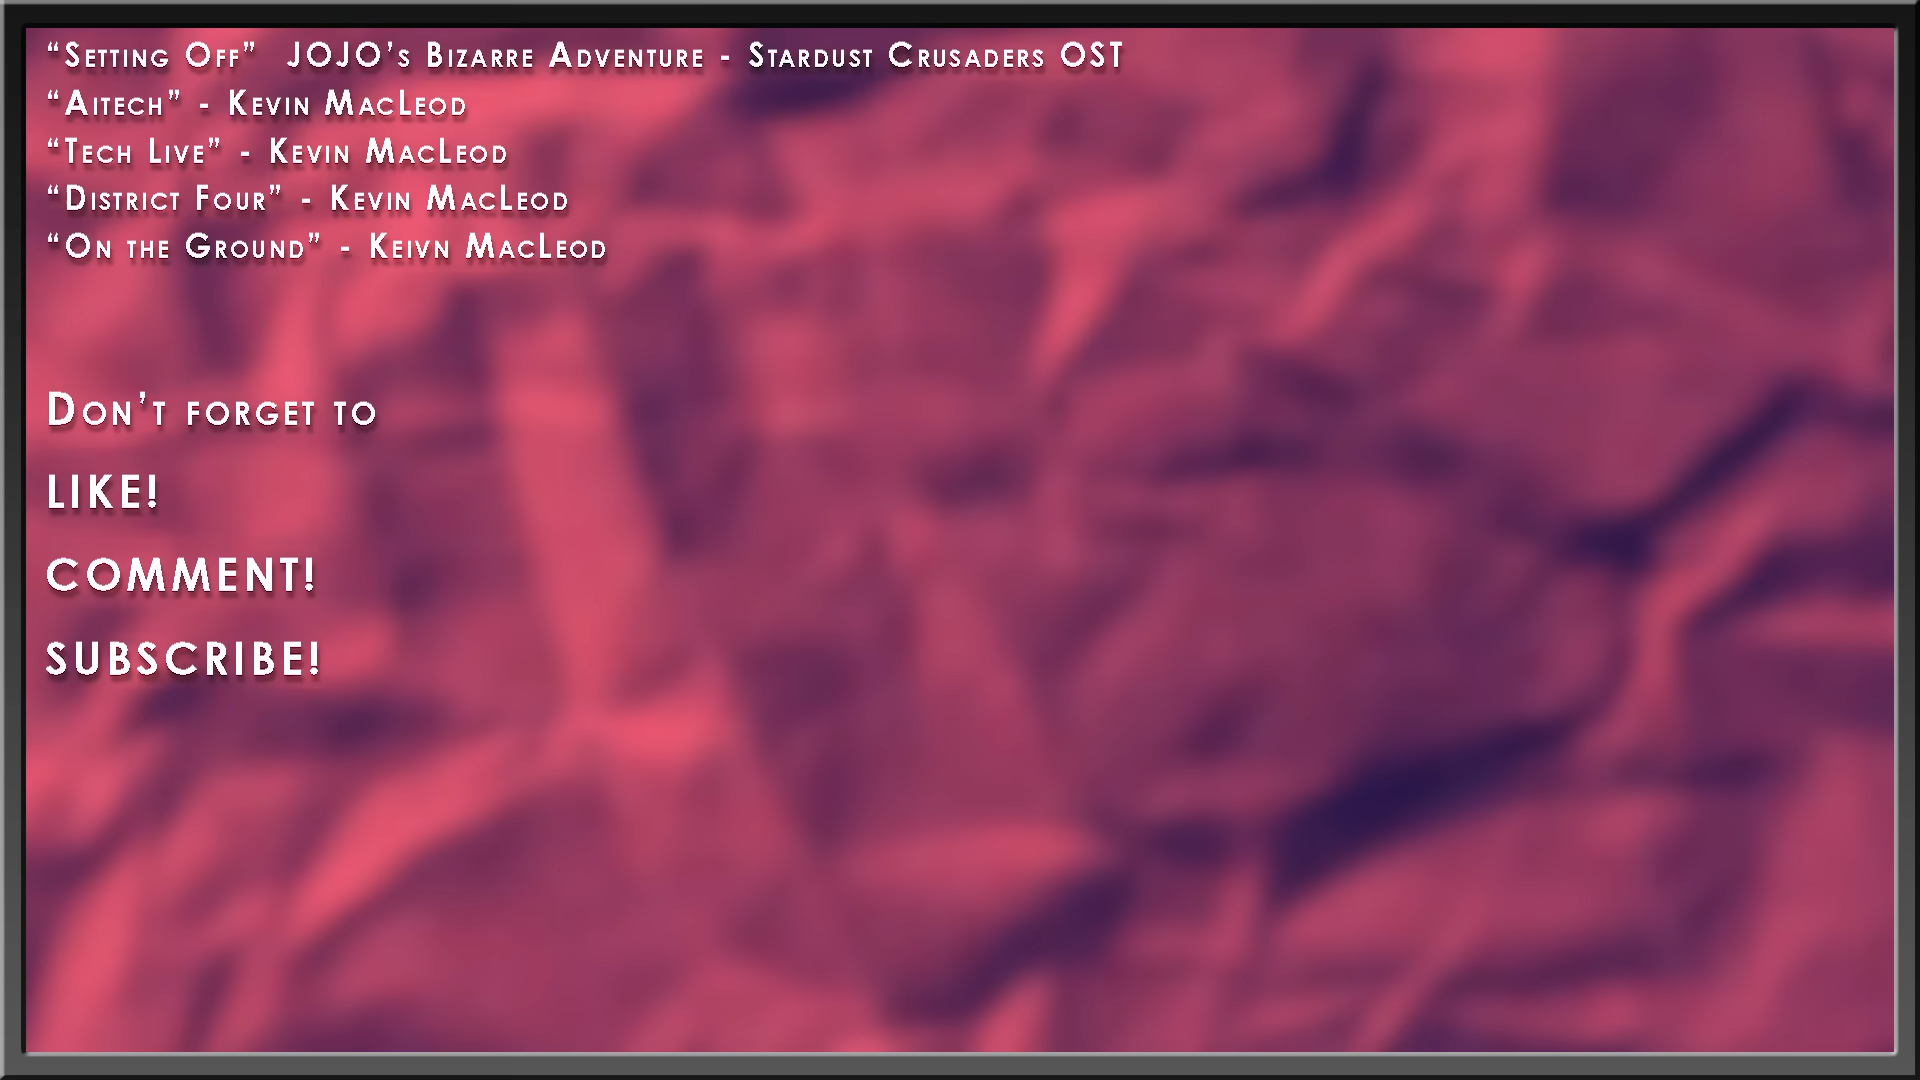 “Setting Off” JOJO’s Bizarre Adventure - Stardust Crusaders OST
“Aitech” - Kevin MacLeod
“Tech Live” - Kevin MacLeod
“District Four” - Kevin MacLeod
“On the Ground” - Keivn MacLeod
Don’t forget to
LIKE!
COMMENT!
SUBSCRIBE!